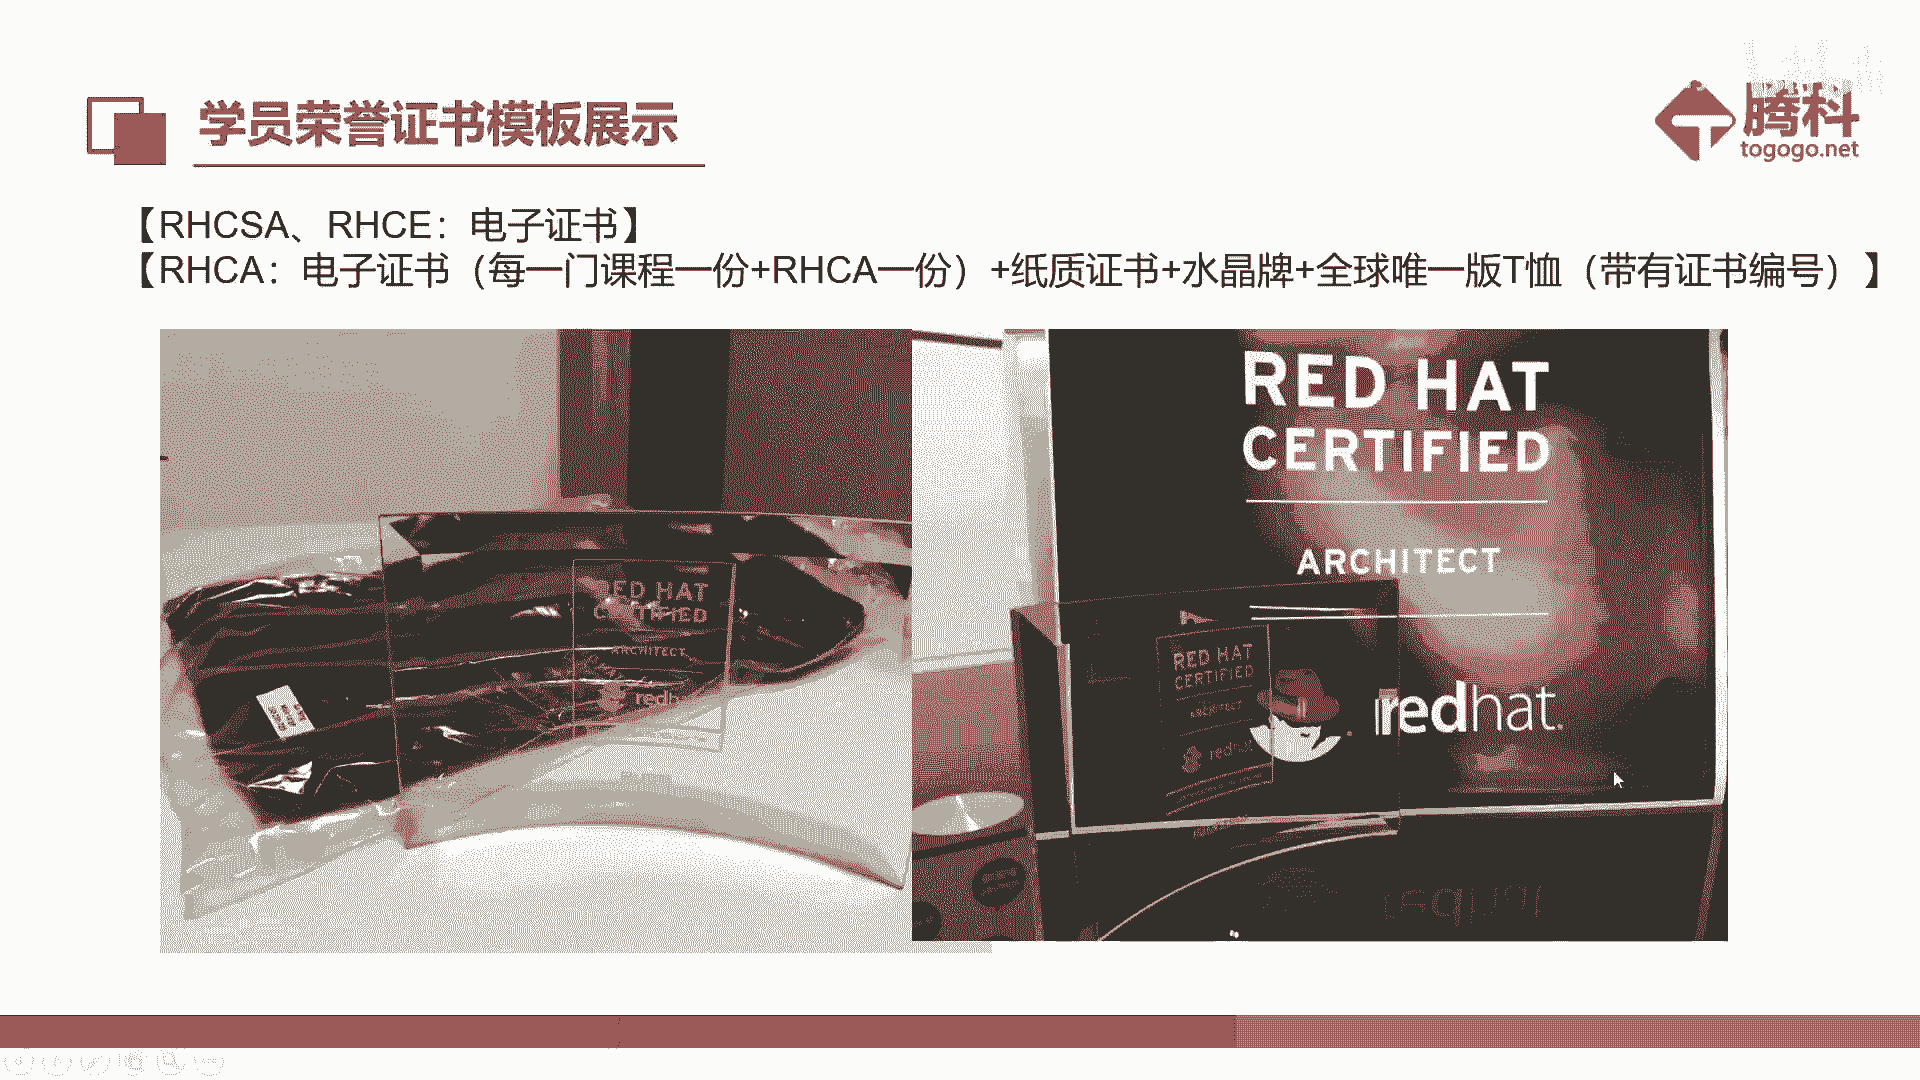 学员荣誉证书模板展示
腾科
togogo.net
【RHCSA、RHCE：电子证书】
【RHCA：电子证书（每一门课程一份+RHCA一份）+纸质证书+水晶牌+全球唯一版T恤（带有证书编号）】
RED HAT
CERTIFIED
ARCHITECT
redhat
RED HAT
CERTIFIED
ARCHITECT
redhat.
RED HAT
CERTIFIED
ARCHITECT
redhat